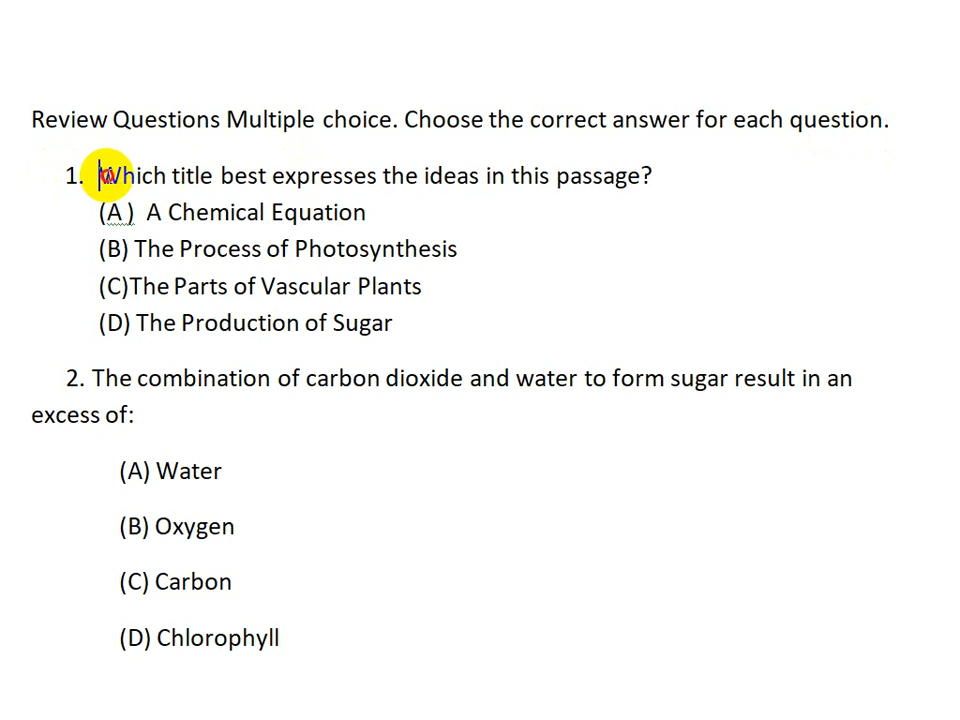 Review Questions Multiple choice. Choose the correct answer for each question.
1. Which title best expresses the ideas in this passage?
(A ) A Chemical Equation
(B) The Process of Photosynthesis
(C)The Parts of Vascular Plants
(D) The Production of Sugar
2. The combination of carbon dioxide and water to form sugar result in an
excess of:
(A) Water
(B) Oxygen
(C) Carbon
(D) Chlorophyll